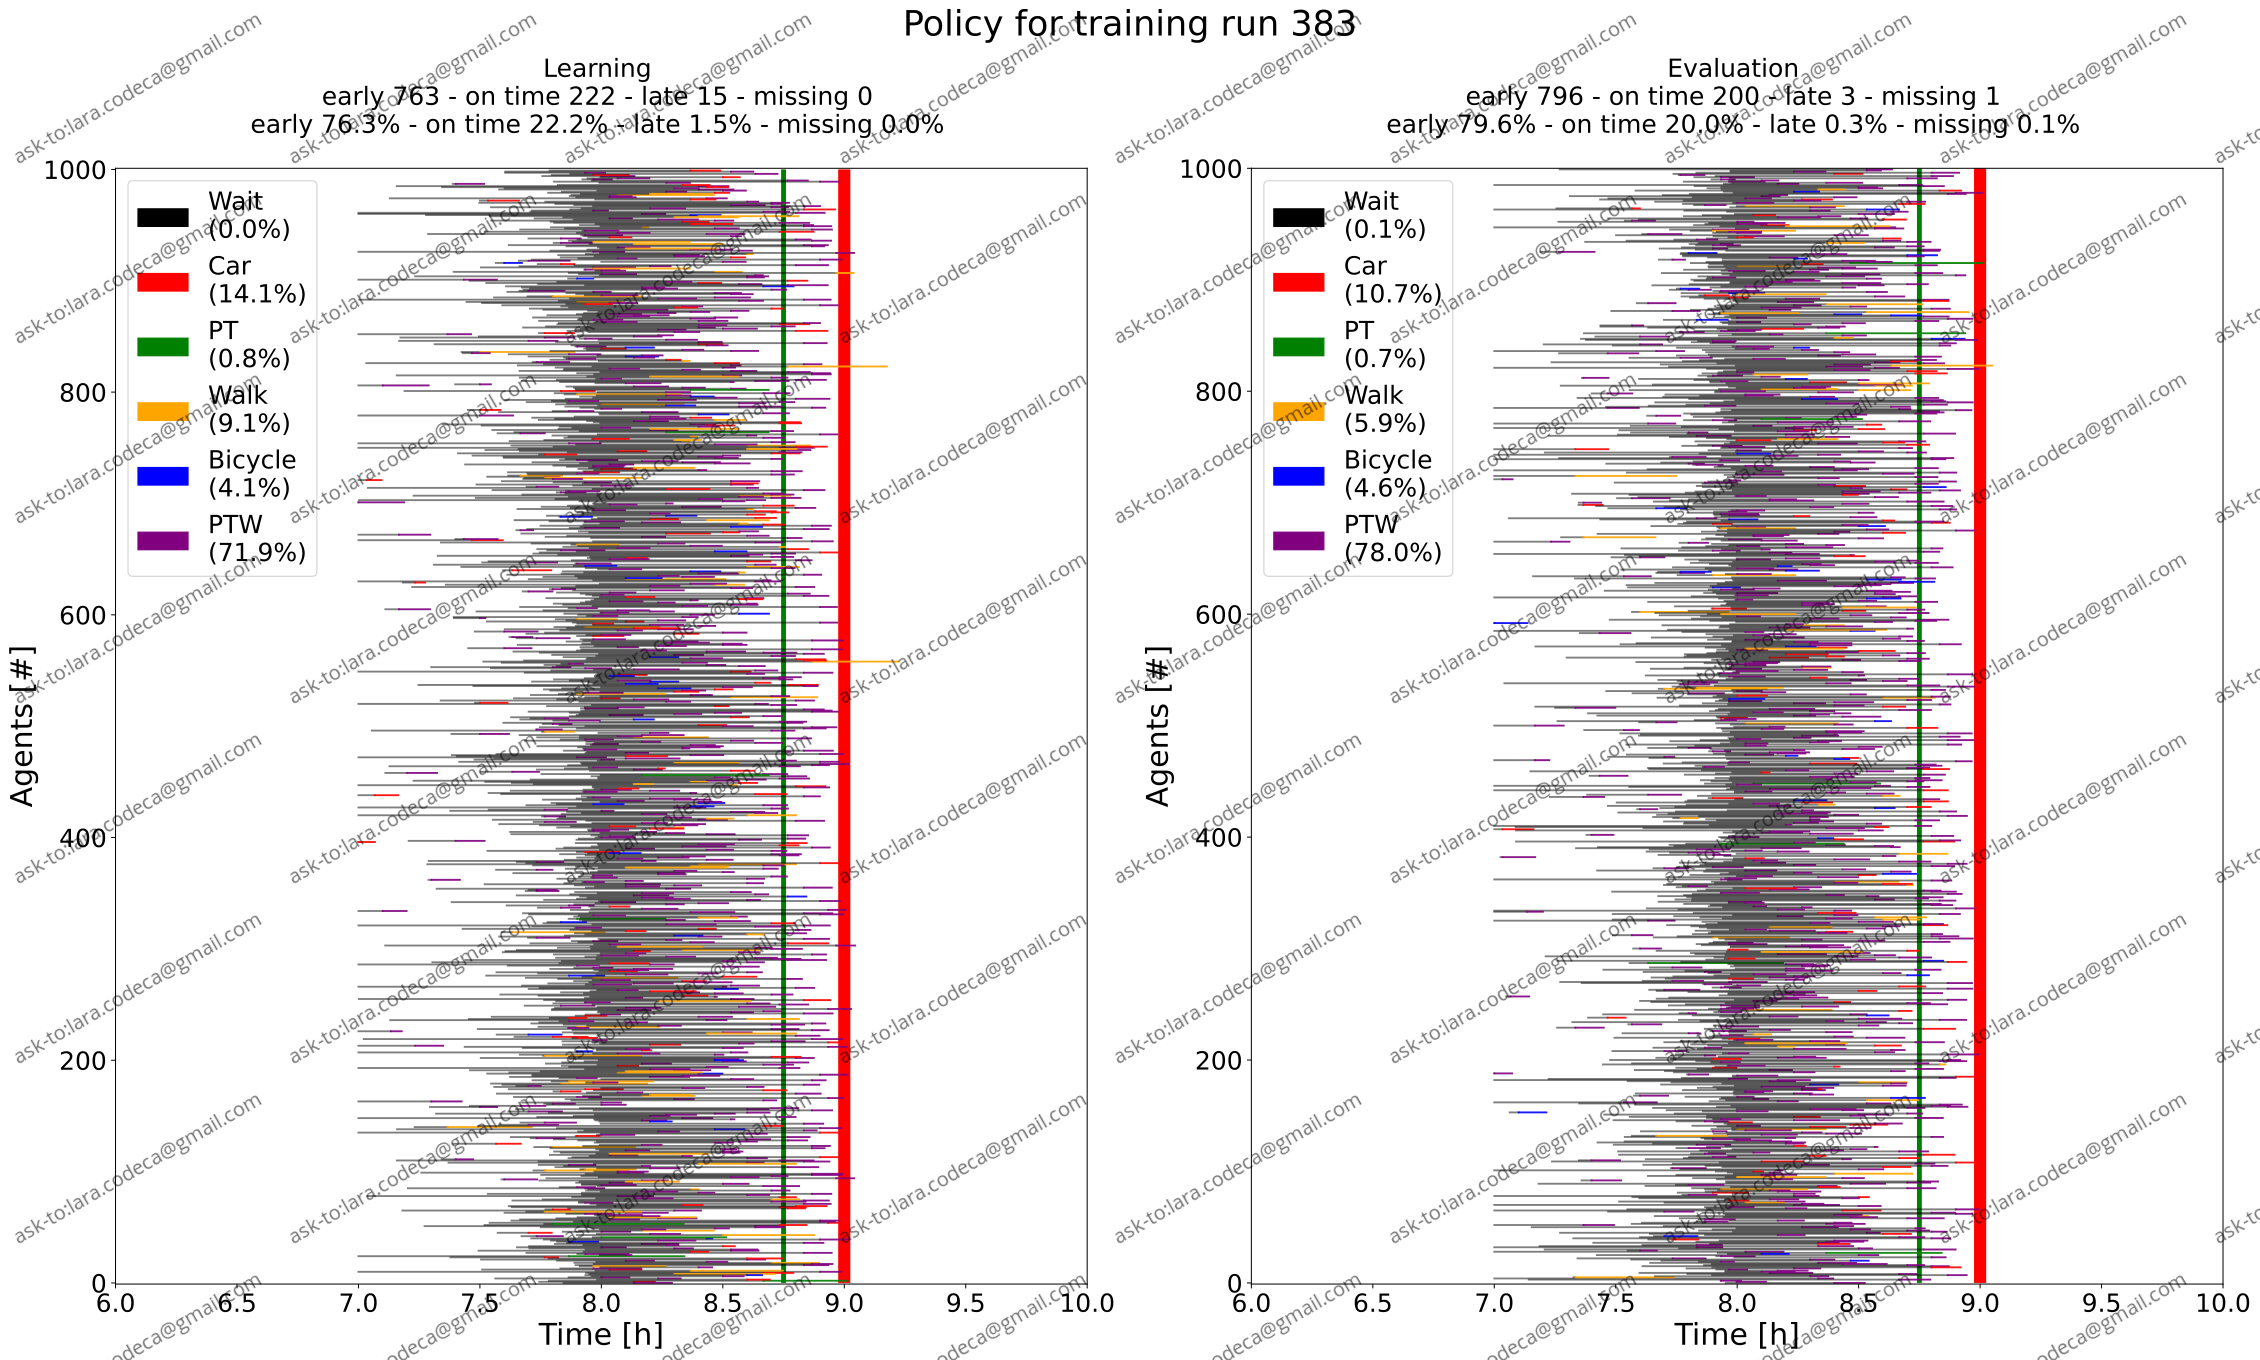 Policy for training run 383
Learning
early 763 - on time 222 - late 15 - missing 0
early 76.3% - on time 22.2% - late 1.5% - missing 0.0%
1000
800
600
400
200
0
Agents [#]
Wait
(0.0%)
Car
(14.1%)
PT
(0.8%)
Walk
(9.1%)
Bicycle
(4.1%)
PTW
(71.9%)
6.0 6.5 7.0 7.5 8.0 8.5 9.0 9.5 10.0
Time [h]
Evaluation
early 796 - on time 200 - late 3 - missing 1
early 79.6% - on time 20.0% - late 0.3% - missing 0.1%
1000
800
600
400
200
0
Agents [#]
Wait
(0.1%)
Car
(10.7%)
PT
(0.7%)
Walk
(5.9%)
Bicycle
(4.6%)
PTW
(78.0%)
6.0 6.5 7.0 7.5 8.0 8.5 9.0 9.5 10.0
Time [h]
ask-to:lara.codeca@gmail.com